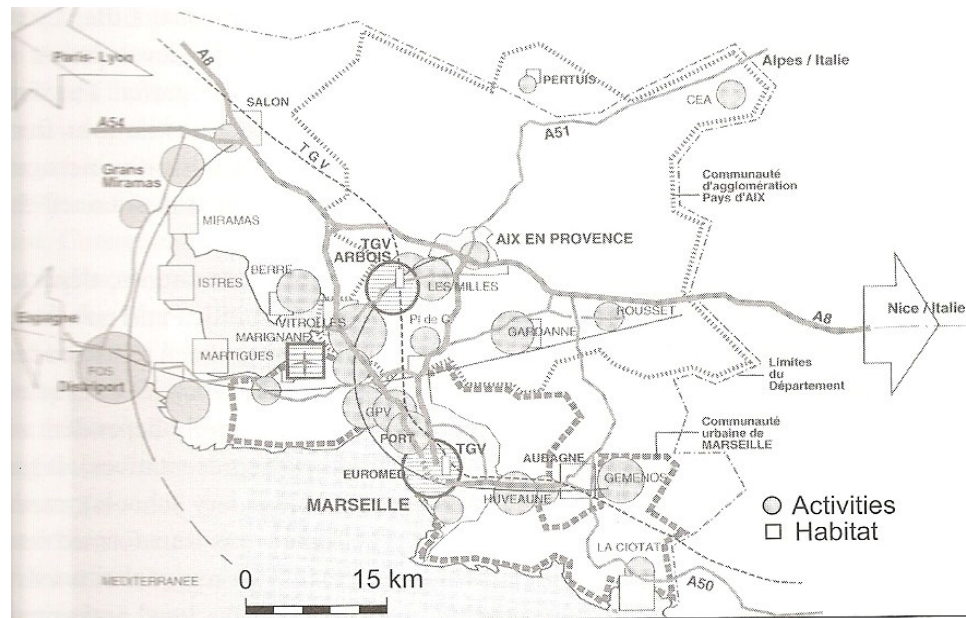 Paris- Lyon
A8
Alpes / Italie
PERTUIS
CEA
SALON
A54
A51
TGV
Grans
Miramas
Communauté
d'agglomération
Pays d'AIX
MIRAMAS
AIX EN PROVENCE
TGV
ARBOIS
BERRE
ISTRES
LES MILLES
Nice/Italie
Espagne
VITROLLES
ROUSSET
A8
Pl de C
GARDANNE
MARIGNANE
MARTIGUES
FOS
Distriport
Limites
du
Département
GPV
Communauté
urbaine de
MARSEILLE
PORT
TGV
AUBAGNE
EUROMED
GEMENOS
HUVEAUNE
MARSEILLE
Activities
Habitat
LA CIOTAT
MEDITERRANEE
0 15 km
A50